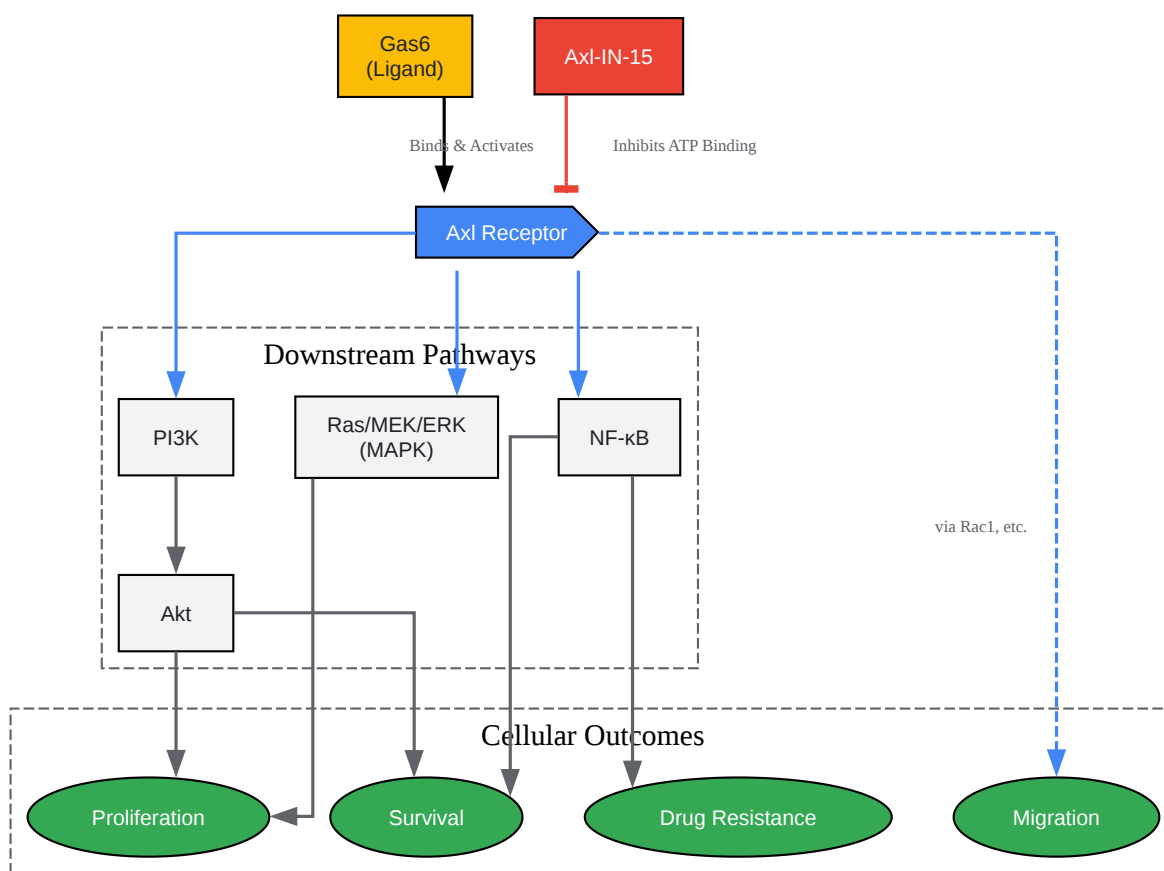 Gas6
(Ligand)
Axl-IN-15
Binds & Activates
Inhibits ATP Binding
Axl Receptor
Downstream Pathways
PI3K
Ras/MEK/ERK
(MAPK)
NF-κB
via Rac1, etc.
Akt
Cellular Outcomes
Proliferation
Survival
Drug Resistance
Migration